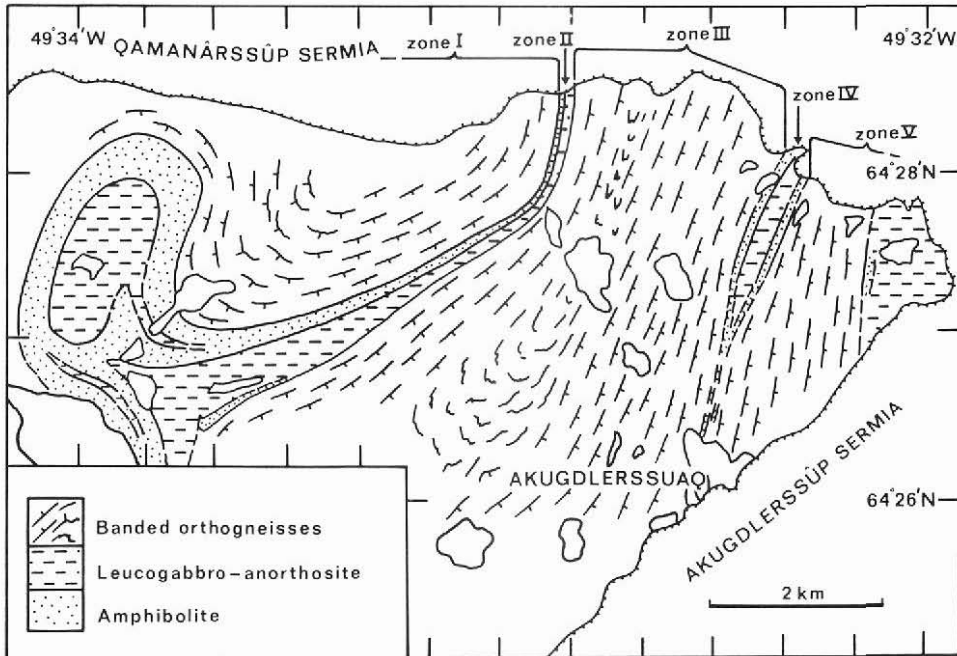 49°34′W
QAMANÂRSSÛP SERMIA
zone I
zone II
zone III
49°32′W
zone IV
zone V
64°28′N
AKUGDLERSSUAQ
64°26′N
AKUGDLERSSÛP SERMIA
2 km
Banded orthogneisses
Leucogabbro–anorthosite
Amphibolite